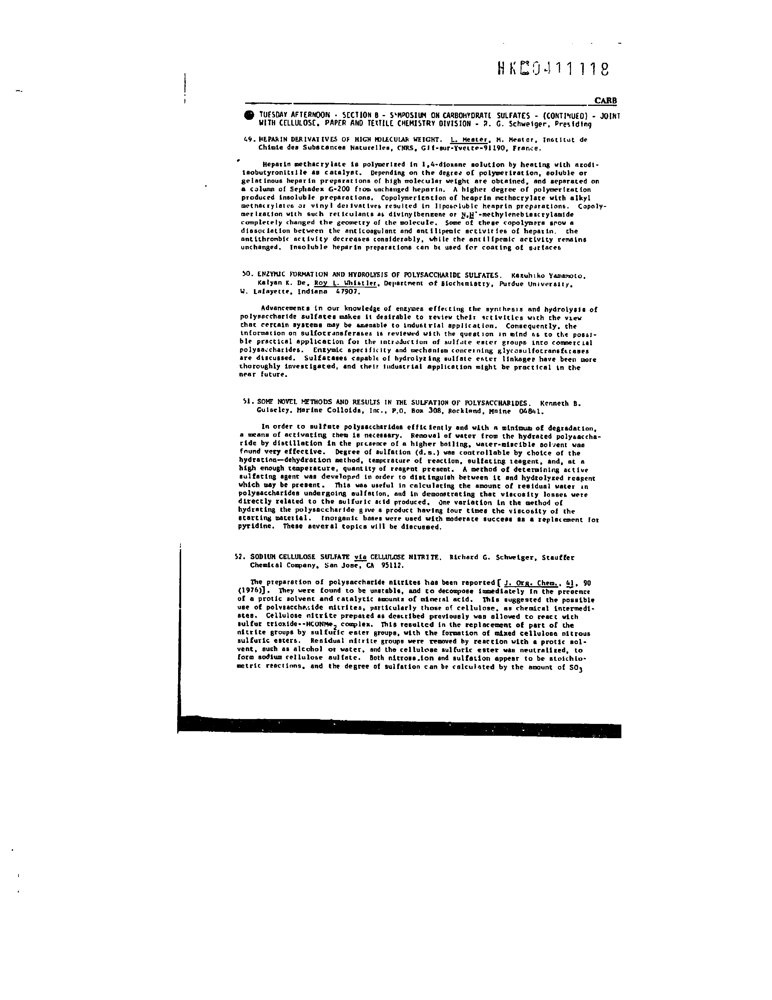 HK00411118
CARB
TUESDAY AFTERNOON - SECTION B - SYMPOSIUM ON CARBOHYDRATE SULFATES - (CONTINUED) - JOINT
WITH CELLULOSE, PAPER AND TEXTILE CHEMISTRY DIVISION - R. G. Schweiger, Presiding
49. HEPARIN DERIVATIVES OF HIGH MOLECULAR WEIGHT. L. Mester, M. Mester, Institut de
Chimie des Substances Naturelles, CNRS, Gif-sur-Yvette-91190, France.
Heparin methacrylate is polymerized in 1,4-dioxane solution by heating with azodi-
isobutyronitrile as catalyst. Depending on the degree of polymerization, soluble or
gelatinous heparin preparations of high molecular weight are obtained, and separated on
a column of Sephadex G-200 from unchanged heparin. A higher degree of polymerization
produced insoluble preparations. Copolymerization of heaprin methacrylate with alkyl
methacrylates or vinyl derivatives resulted in liposoluble heaprin preparations. Copoly-
merization with such reticulants as divinylbenzene or N,N'-methylenebisacrylamide
completely changed the geometry of the molecule. Some of these copolymers show a
dissociation between the anticoagulant and antilipemic activities of heparin. the
antithrombic activity decreases considerably, while the antilipemic activity remains
unchanged. Insoluble heparin preparations can be used for coating of surfaces
50. ENZYMIC FORMATION AND HYDROLYSIS OF POLYSACCHARIDE SULFATES. Kazuhiko Yamamoto,
Kalyan K. De, Roy L. Whistler, Department of Biochemistry, Purdue University,
W. Lafayette, Indiana 47907.
Advancements in our knowledge of enzymes effecting the synthesis and hydrolysis of
polysaccharide sulfates makes it desirable to review their activities with the view
that certain systems may be amenable to industrial application. Consequently, the
information on sulfotransferases is reviewed with the question in mind as to the possi-
ble practical application for the introduction of sulfate ester groups into commercial
polysaccharides. Enzymic specificity and mechanism concerning glycosulfotransferases
are discussed. Sulfatases capable of hydrolyzing sulfate ester linkages have been more
thoroughly investigated, and their industrial application might be practical in the
near future.
51. SOME NOVEL METHODS AND RESULTS IN THE SULFATION OF POLYSACCHARIDES. Kenneth B.
Guiseley, Marine Colloids, Inc., P.O. Box 308, Rockland, Maine 04841.
In order to sulfate polysaccharides efficiently and with a minimum of degradation,
a means of activating them is necessary. Removal of water from the hydrated polysaccha-
ride by distillation in the presence of a higher boiling, water-miscible solvent was
found very effective. Degree of sulfation (d.s.) was controllable by choice of the
hydration—dehydration method, temperature of reaction, sulfating reagent, and, at a
high enough temperature, quantity of reagent present. A method of determining active
sulfating agent was developed in order to distinguish between it and hydrolyzed reagent
which may be present. This was useful in calculating the amount of residual water in
polysaccharides undergoing sulfation, and in demonstrating that viscosity losses were
directly related to the sulfuric acid produced. One variation in the method of
hydrating the polysaccharide gave a product having four times the viscosity of the
starting material. Inorganic bases were used with moderate success as a replacement for
pyridine. These several topics will be discussed.
52. SODIUM CELLULOSE SULFATE via CELLULOSE NITRITE. Richard G. Schweiger, Stauffer
Chemical Company, San Jose, CA 95112.
The preparation of polysaccharide nitrites has been reported [ J. Org. Chem., 41, 90
(1976)]. They were found to be unstable, and to decompose immediately in the presence
of a protic solvent and catalytic amounts of mineral acid. This suggested the possible
use of polysaccharide nitrites, particularly those of cellulose, as chemical intermedi-
ates. Cellulose nitrite prepared as described previously was allowed to react with
sulfur trioxide--HCONMe2 complex. This resulted in the replacement of part of the
nitrite groups by sulfuric ester groups, with the formation of mixed cellulose nitrous
sulfuric esters. Residual nitrite groups were removed by reaction with a protic sol-
vent, such as alcohol or water, and the cellulose sulfuric ester was neutralized, to
form sodium cellulose sulfate. Both nitrosation and sulfation appear to be stoichio-
metric reactions, and the degree of sulfation can be calculated by the amount of SO3